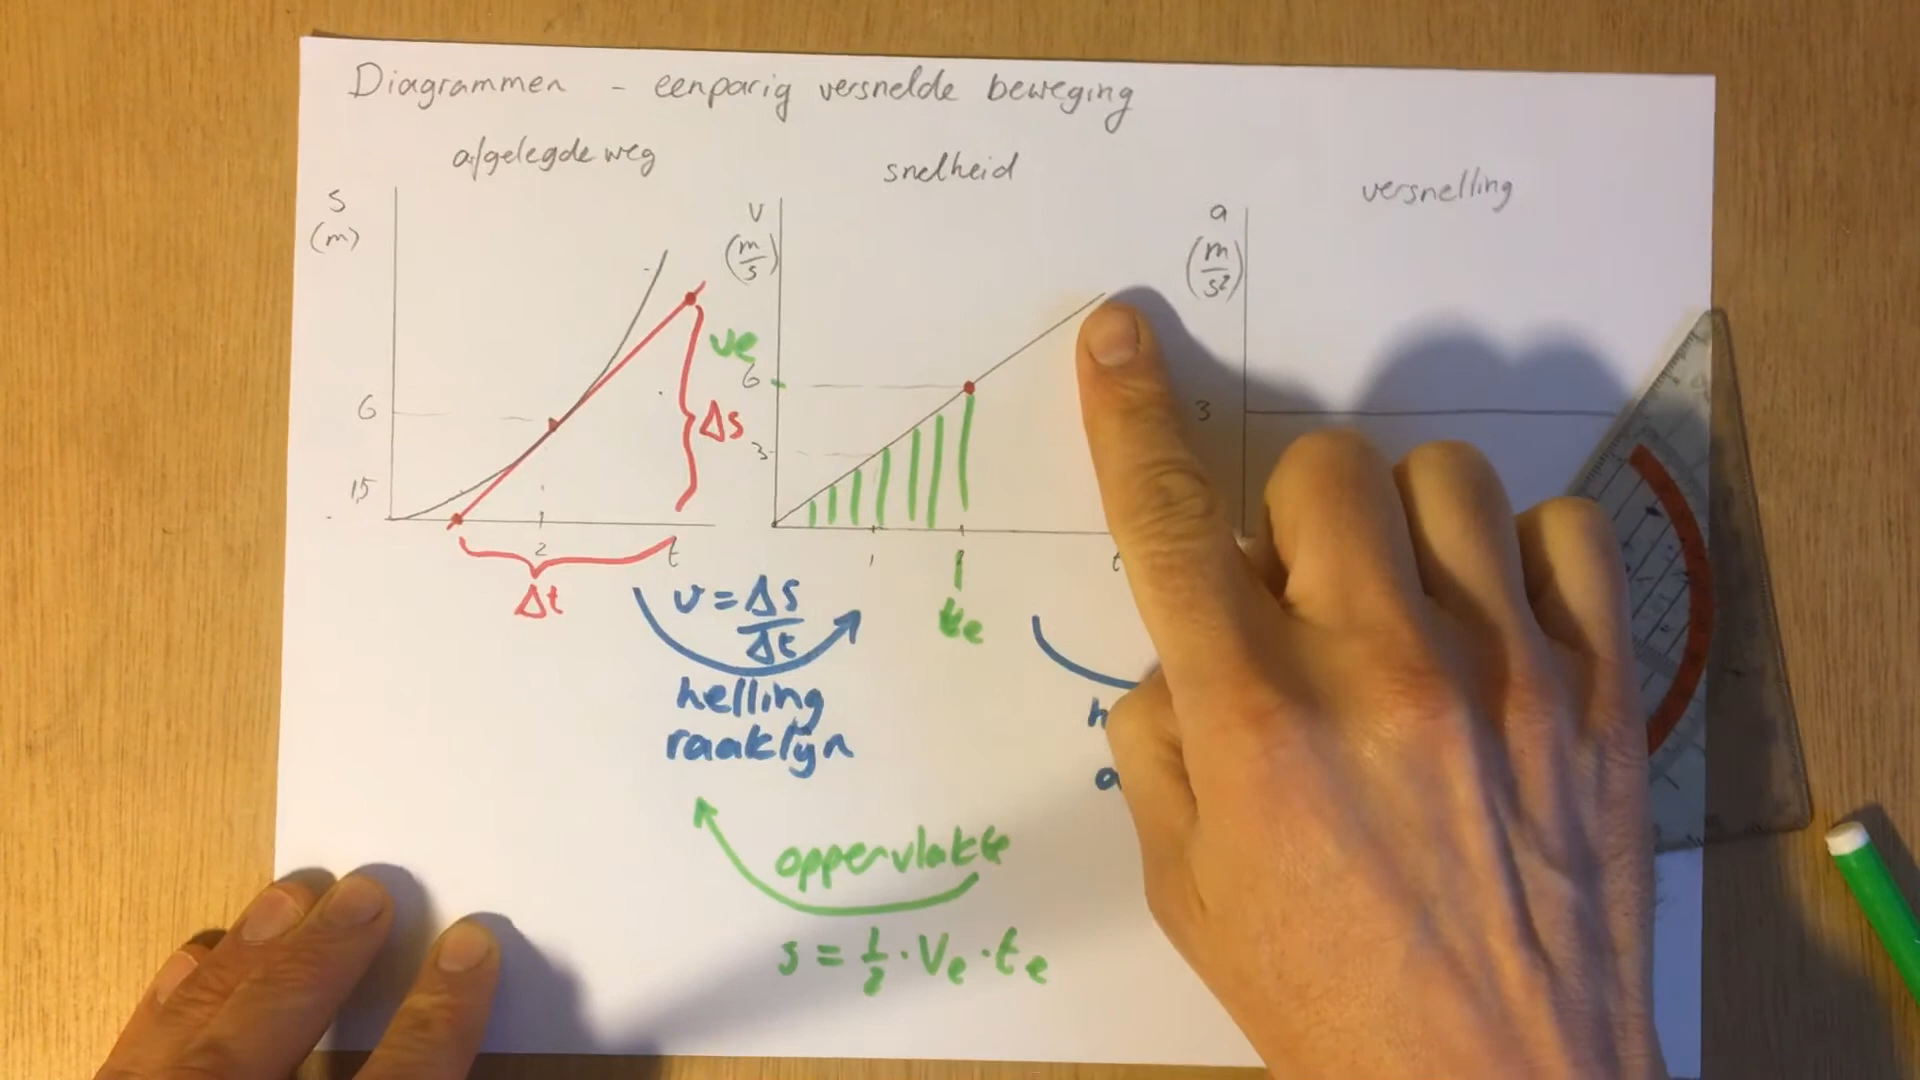 Diagrammen - eenparig versnelde beweging
afgelegde weg
snelheid
versnelling
s
(m)
6
1,5
2
t
Δs
Δt
v
(m/s)
ve
6
3
1
t
te
a
(m/s²)
3
v = Δs/Δt
helling
raaklijn
h
a
oppervlakte
s = 1/2 · Ve · te